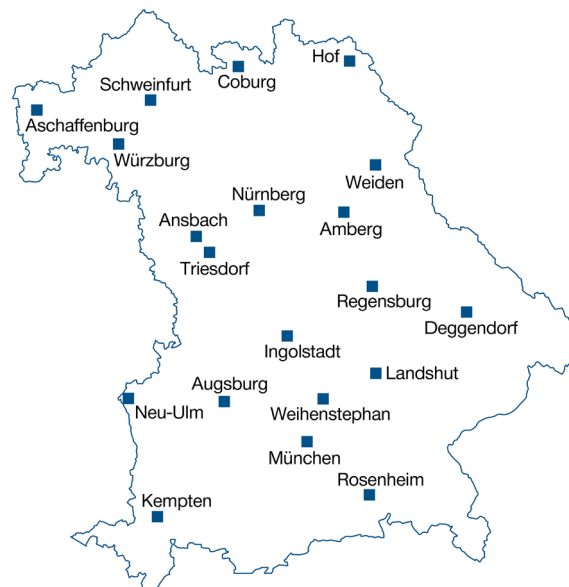 Hof
Coburg
Schweinfurt
Aschaffenburg
Würzburg
Weiden
Nürnberg
Amberg
Ansbach
Triesdorf
Regensburg
Deggendorf
Ingolstadt
Landshut
Augsburg
Neu-Ulm
Weihenstephan
München
Rosenheim
Kempten